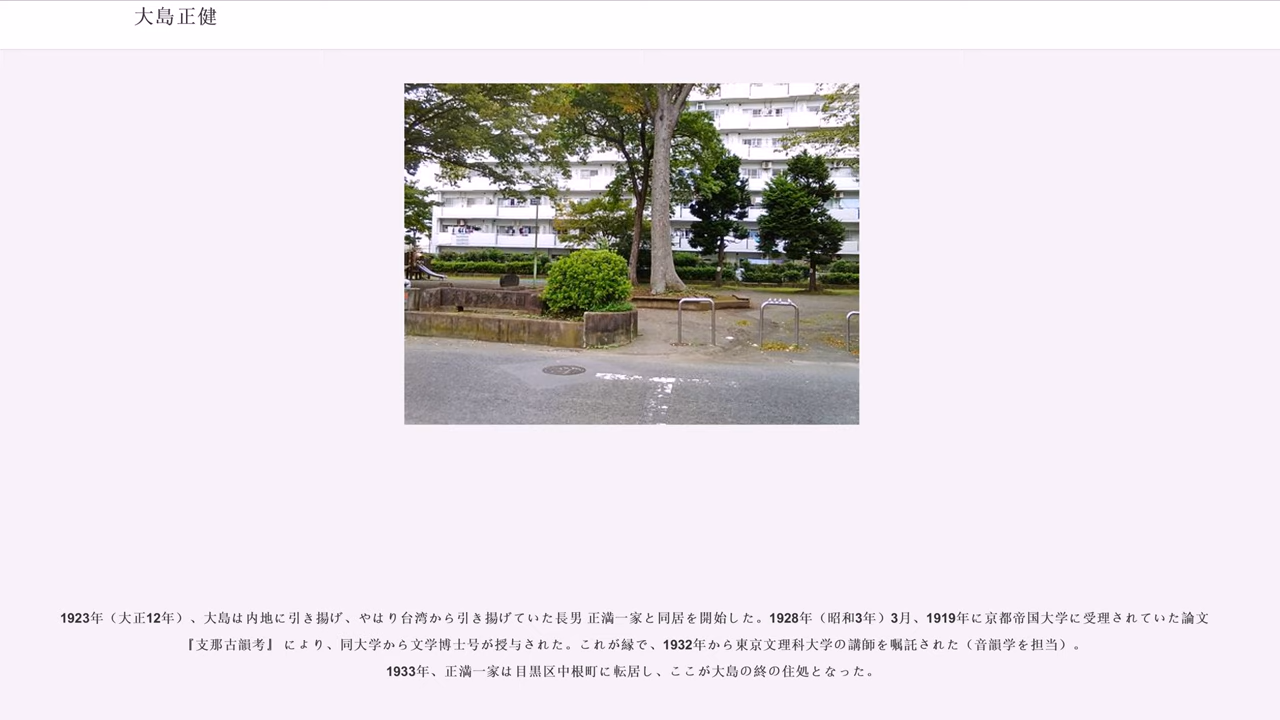 大島正健
1923年（大正12年）、大島は内地に引き揚げ、やはり台湾から引き揚げていた長男 正満一家と同居を開始した。1928年（昭和3年）3月、1919年に京都帝国大学に受理されていた論文
『支那古韻考』 により、同大学から文学博士号が授与された。これが縁で、1932年から東京文理科大学の講師を嘱託された（音韻学を担当）。
1933年、正満一家は目黒区中根町に転居し、ここが大島の終の住処となった。